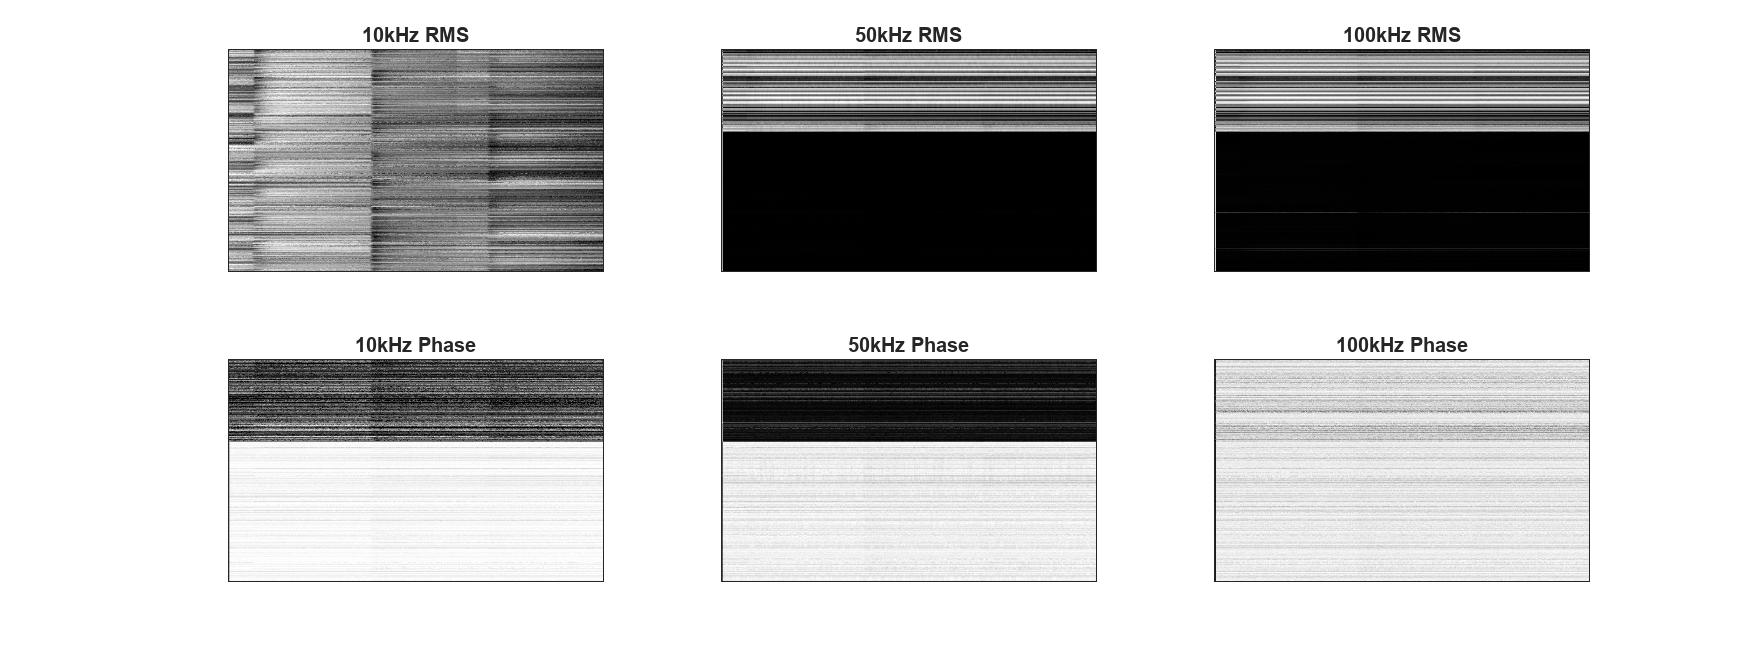 10kHz RMS
50kHz RMS
100kHz RMS
10kHz Phase
50kHz Phase
100kHz Phase